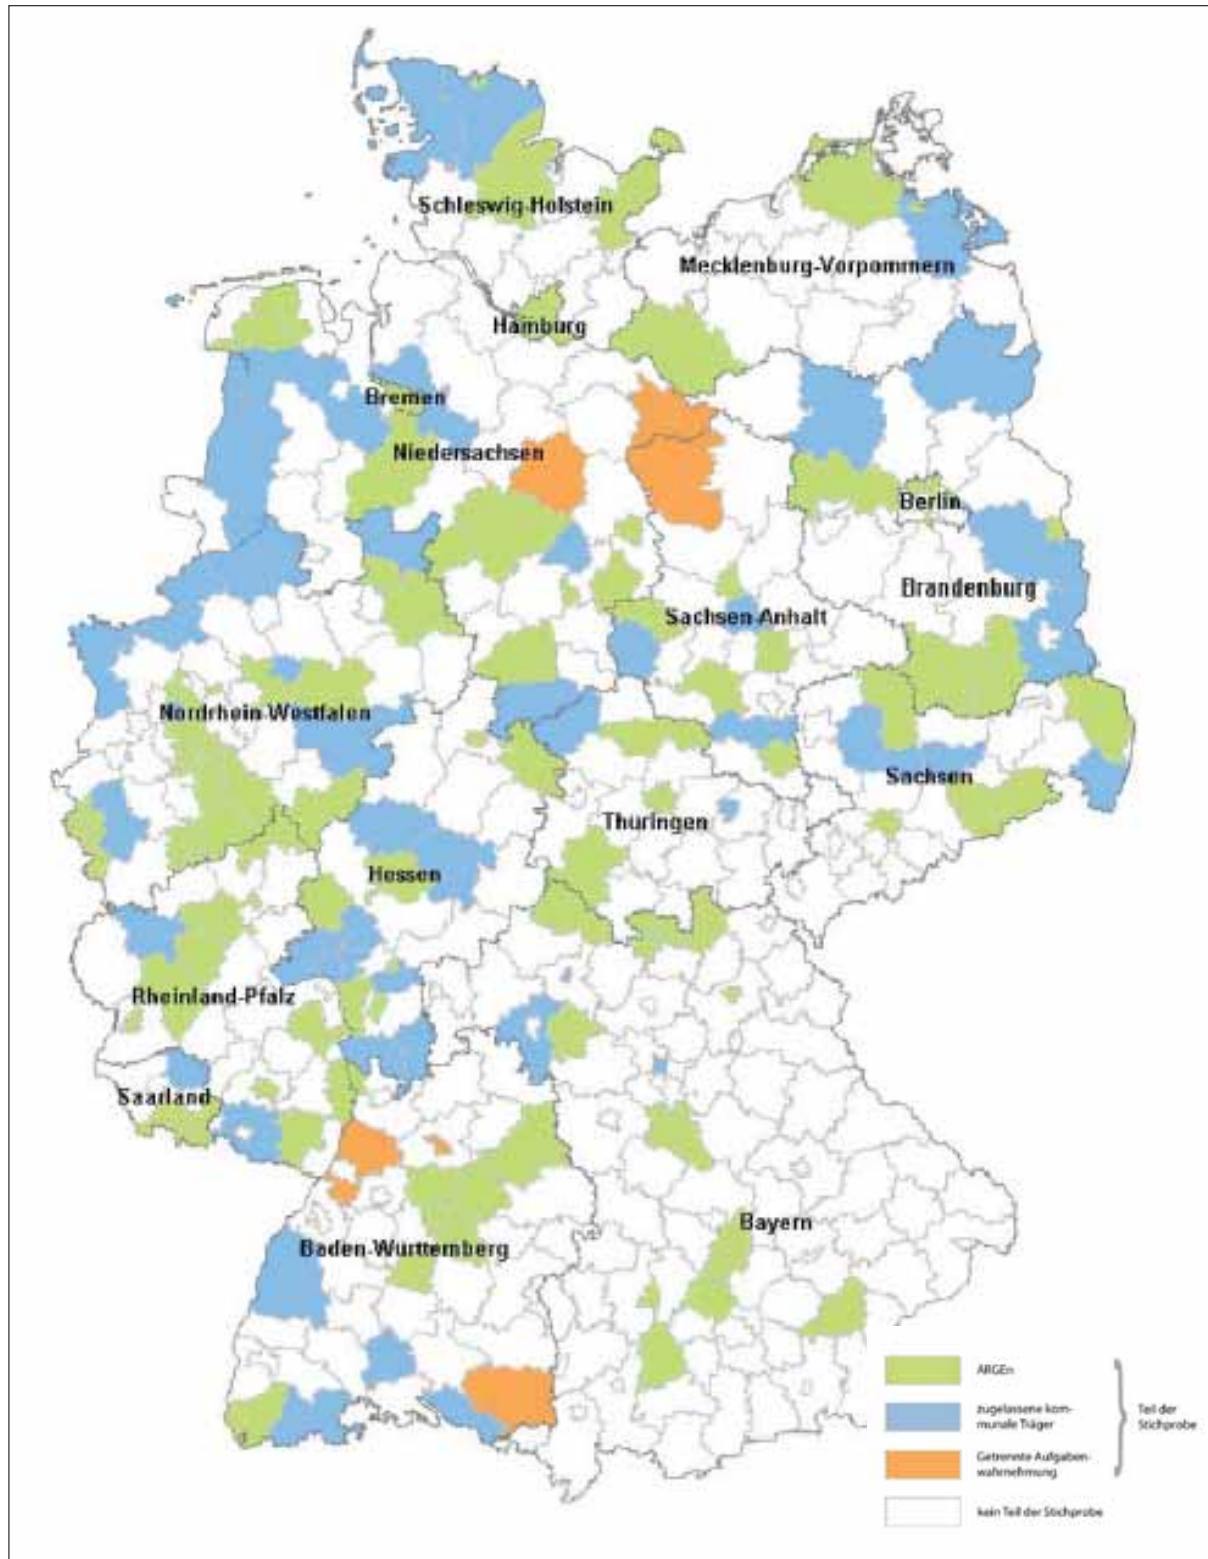 Schleswig-Holstein
Mecklenburg-Vorpommern
Hamburg
Bremen
Niedersachsen
Berlin
Brandenburg
Sachsen-Anhalt
Nordrhein-Westfalen
Sachsen
Thüringen
Hessen
Rheinland-Pfalz
Saarland
Bayern
Baden-Württemberg
ARGEn
zugelassene kom-
munale Träger
Getrennte Aufgaben-
wahrnehmung
kein Teil der Stichprobe
Teil der
Stichprobe